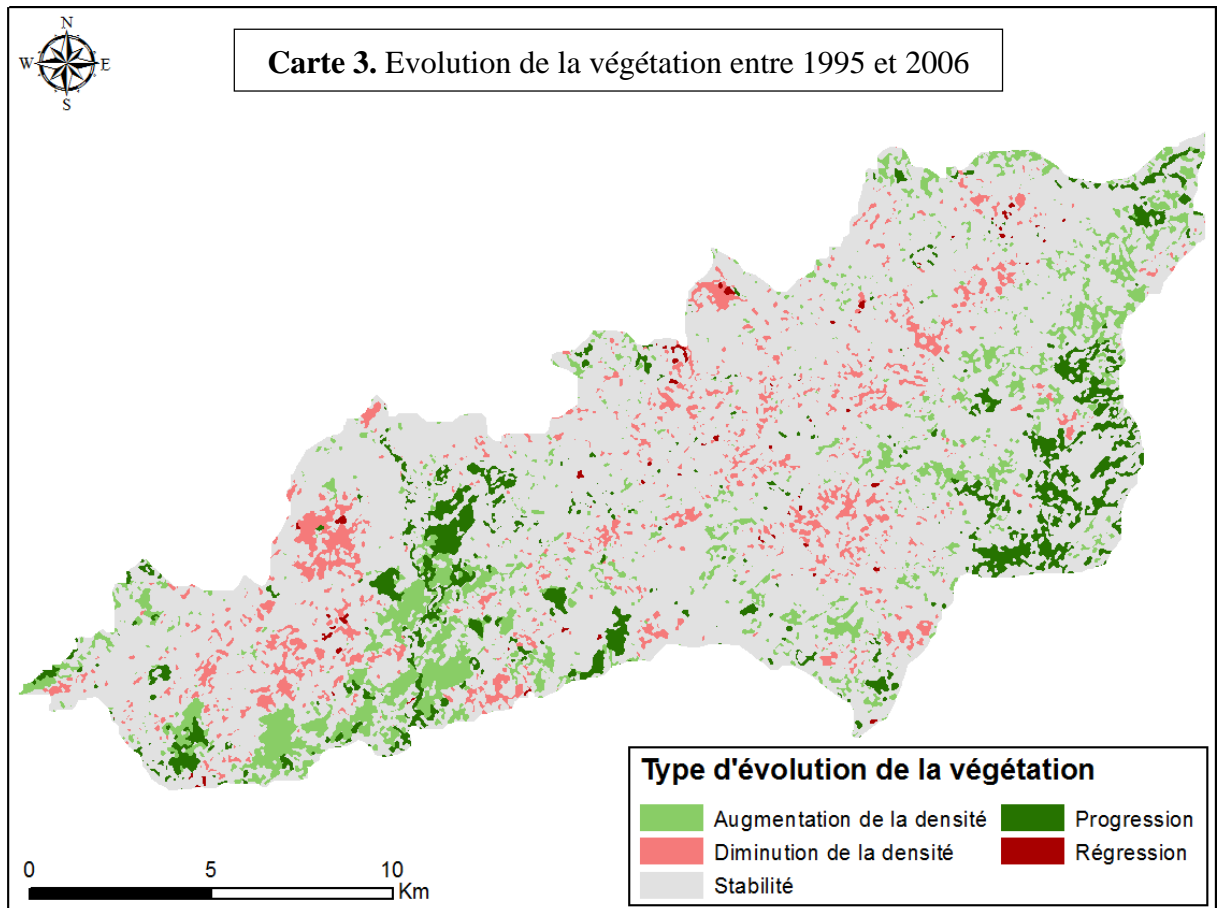 N
W E
S
Carte 3. Evolution de la végétation entre 1995 et 2006
Type d'évolution de la végétation
Augmentation de la densité Progression
Diminution de la densité Régression
Stabilité
0 5 10
Km